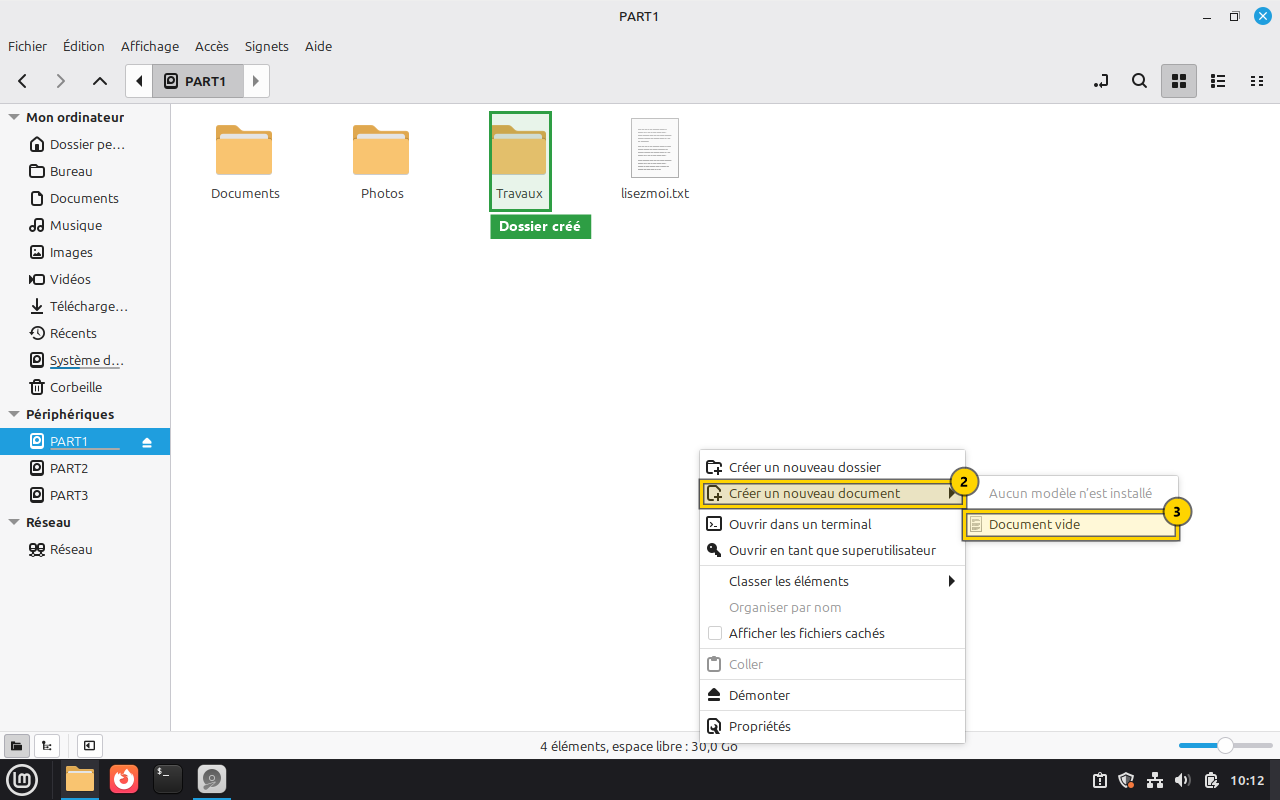 PART1
Fichier Édition Affichage Accès Signets Aide
PART1
Mon ordinateur
Dossier pe…
Bureau
Documents
Musique
Images
Vidéos
Télécharge…
Récents
Système d…
Corbeille
Périphériques
PART1
PART2
PART3
Réseau
Réseau
Documents
Photos
Travaux
lisezmoi.txt
Dossier créé
Créer un nouveau dossier
Créer un nouveau document
2
Ouvrir dans un terminal
Ouvrir en tant que superutilisateur
Classer les éléments
Organiser par nom
Afficher les fichiers cachés
Coller
Démonter
Propriétés
Aucun modèle n'est installé
3
Document vide
4 éléments, espace libre : 30,0 Go
10:12